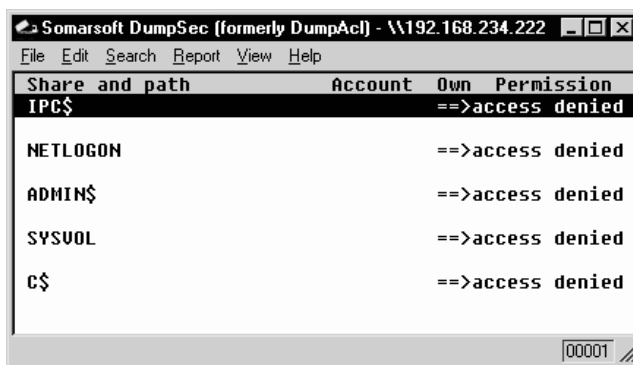 Somarsoft DumpSec (formerly DumpAcl) - \\192.168.234.222
File Edit Search Report View Help
Share and path Account Own Permission
IPC$ ==>access denied
NETLOGON ==>access denied
ADMIN$ ==>access denied
SYSVOL ==>access denied
C$ ==>access denied
00001